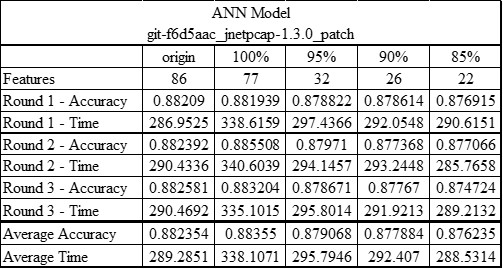 ANN Model
git-f6d5aac_jnetpcap-1.3.0_patch
origin 100% 95% 90% 85%
Features 86 77 32 26 22
Round 1 - Accuracy 0.88209 0.881939 0.878822 0.878614 0.876915
Round 1 - Time 286.9525 338.6159 297.4366 292.0548 290.6151
Round 2 - Accuracy 0.882392 0.885508 0.87971 0.877368 0.877066
Round 2 - Time 290.4336 340.6039 294.1457 293.2448 285.7658
Round 3 - Accuracy 0.882581 0.883204 0.878671 0.87767 0.874724
Round 3 - Time 290.4692 335.1015 295.8014 291.9213 289.2132
Average Accuracy 0.882354 0.88355 0.879068 0.877884 0.876235
Average Time 289.2851 338.1071 295.7946 292.407 288.5314